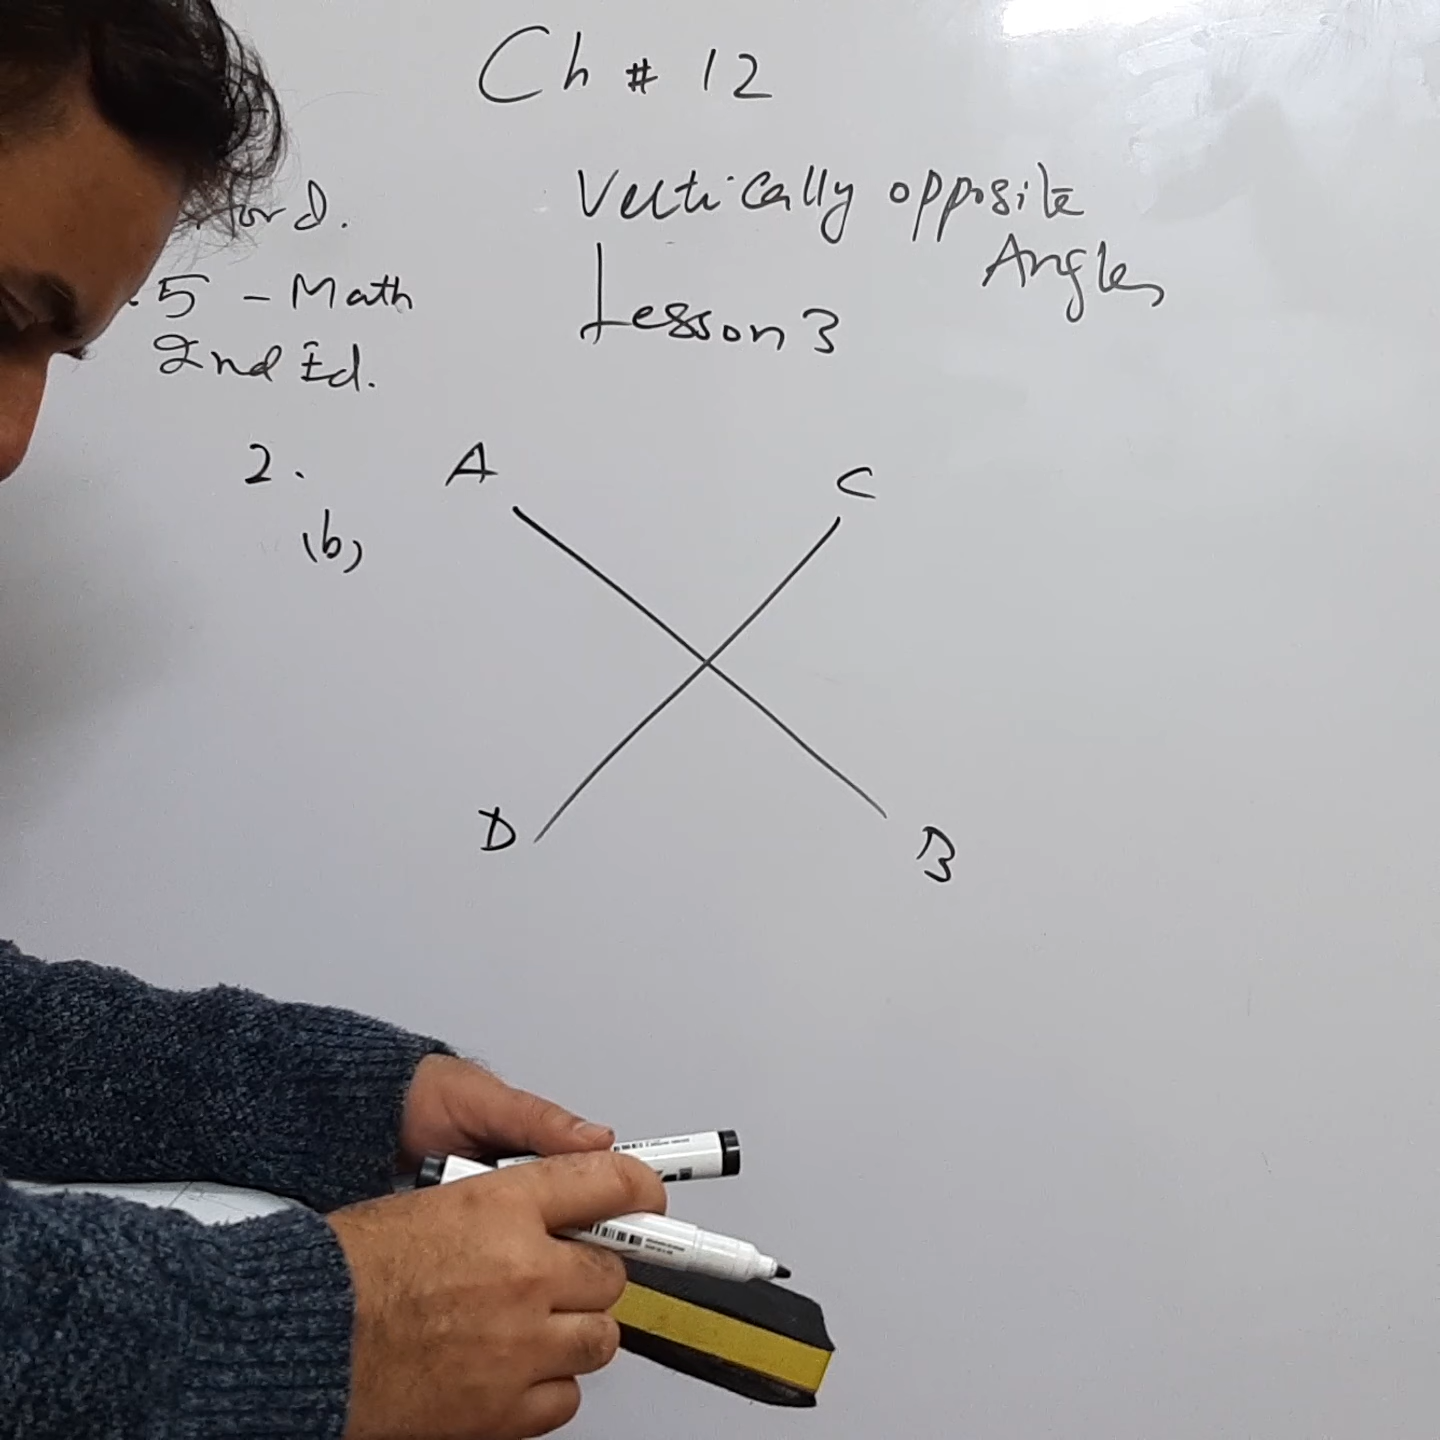 Ch # 12
Vertically opposite
Angles
Lesson 3
ford.
5 - Math
2nd Ed.
2.
(b)
A
C
D
B